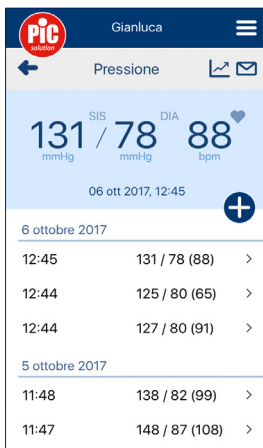 PiC
solution
Gianluca
Pressione
SIS DIA
131 / 78 88
mmHg mmHg bpm
06 ott 2017, 12:45
6 ottobre 2017
12:45 131 / 78 (88)
12:44 125 / 80 (65)
12:44 127 / 80 (91)
5 ottobre 2017
11:48 138 / 82 (99)
11:47 148 / 87 (108)